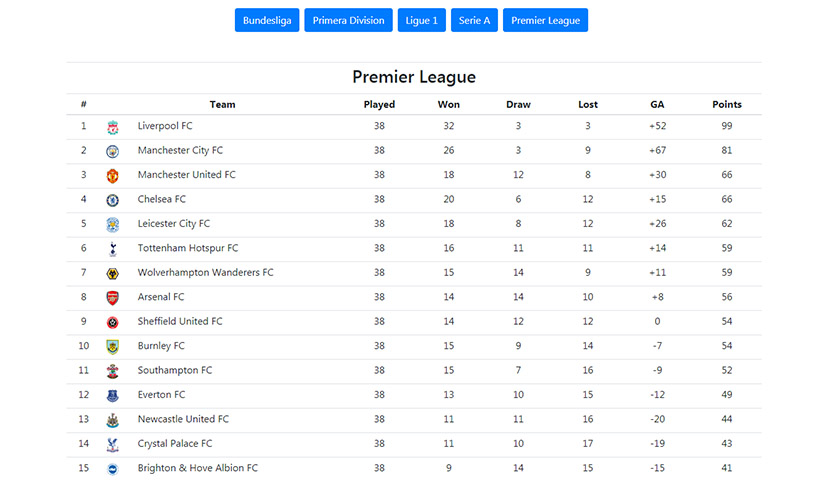 Bundesliga Primera Division Ligue 1 Serie A Premier League
Premier League
# Team Played Won Draw Lost GA Points
1 Liverpool FC 38 32 3 3 +52 99
2 Manchester City FC 38 26 3 9 +67 81
3 Manchester United FC 38 18 12 8 +30 66
4 Chelsea FC 38 20 6 12 +15 66
5 Leicester City FC 38 18 8 12 +26 62
6 Tottenham Hotspur FC 38 16 11 11 +14 59
7 Wolverhampton Wanderers FC 38 15 14 9 +11 59
8 Arsenal FC 38 14 14 10 +8 56
9 Sheffield United FC 38 14 12 12 0 54
10 Burnley FC 38 15 9 14 -7 54
11 Southampton FC 38 15 7 16 -9 52
12 Everton FC 38 13 10 15 -12 49
13 Newcastle United FC 38 11 11 16 -20 44
14 Crystal Palace FC 38 11 10 17 -19 43
15 Brighton & Hove Albion FC 38 9 14 15 -15 41